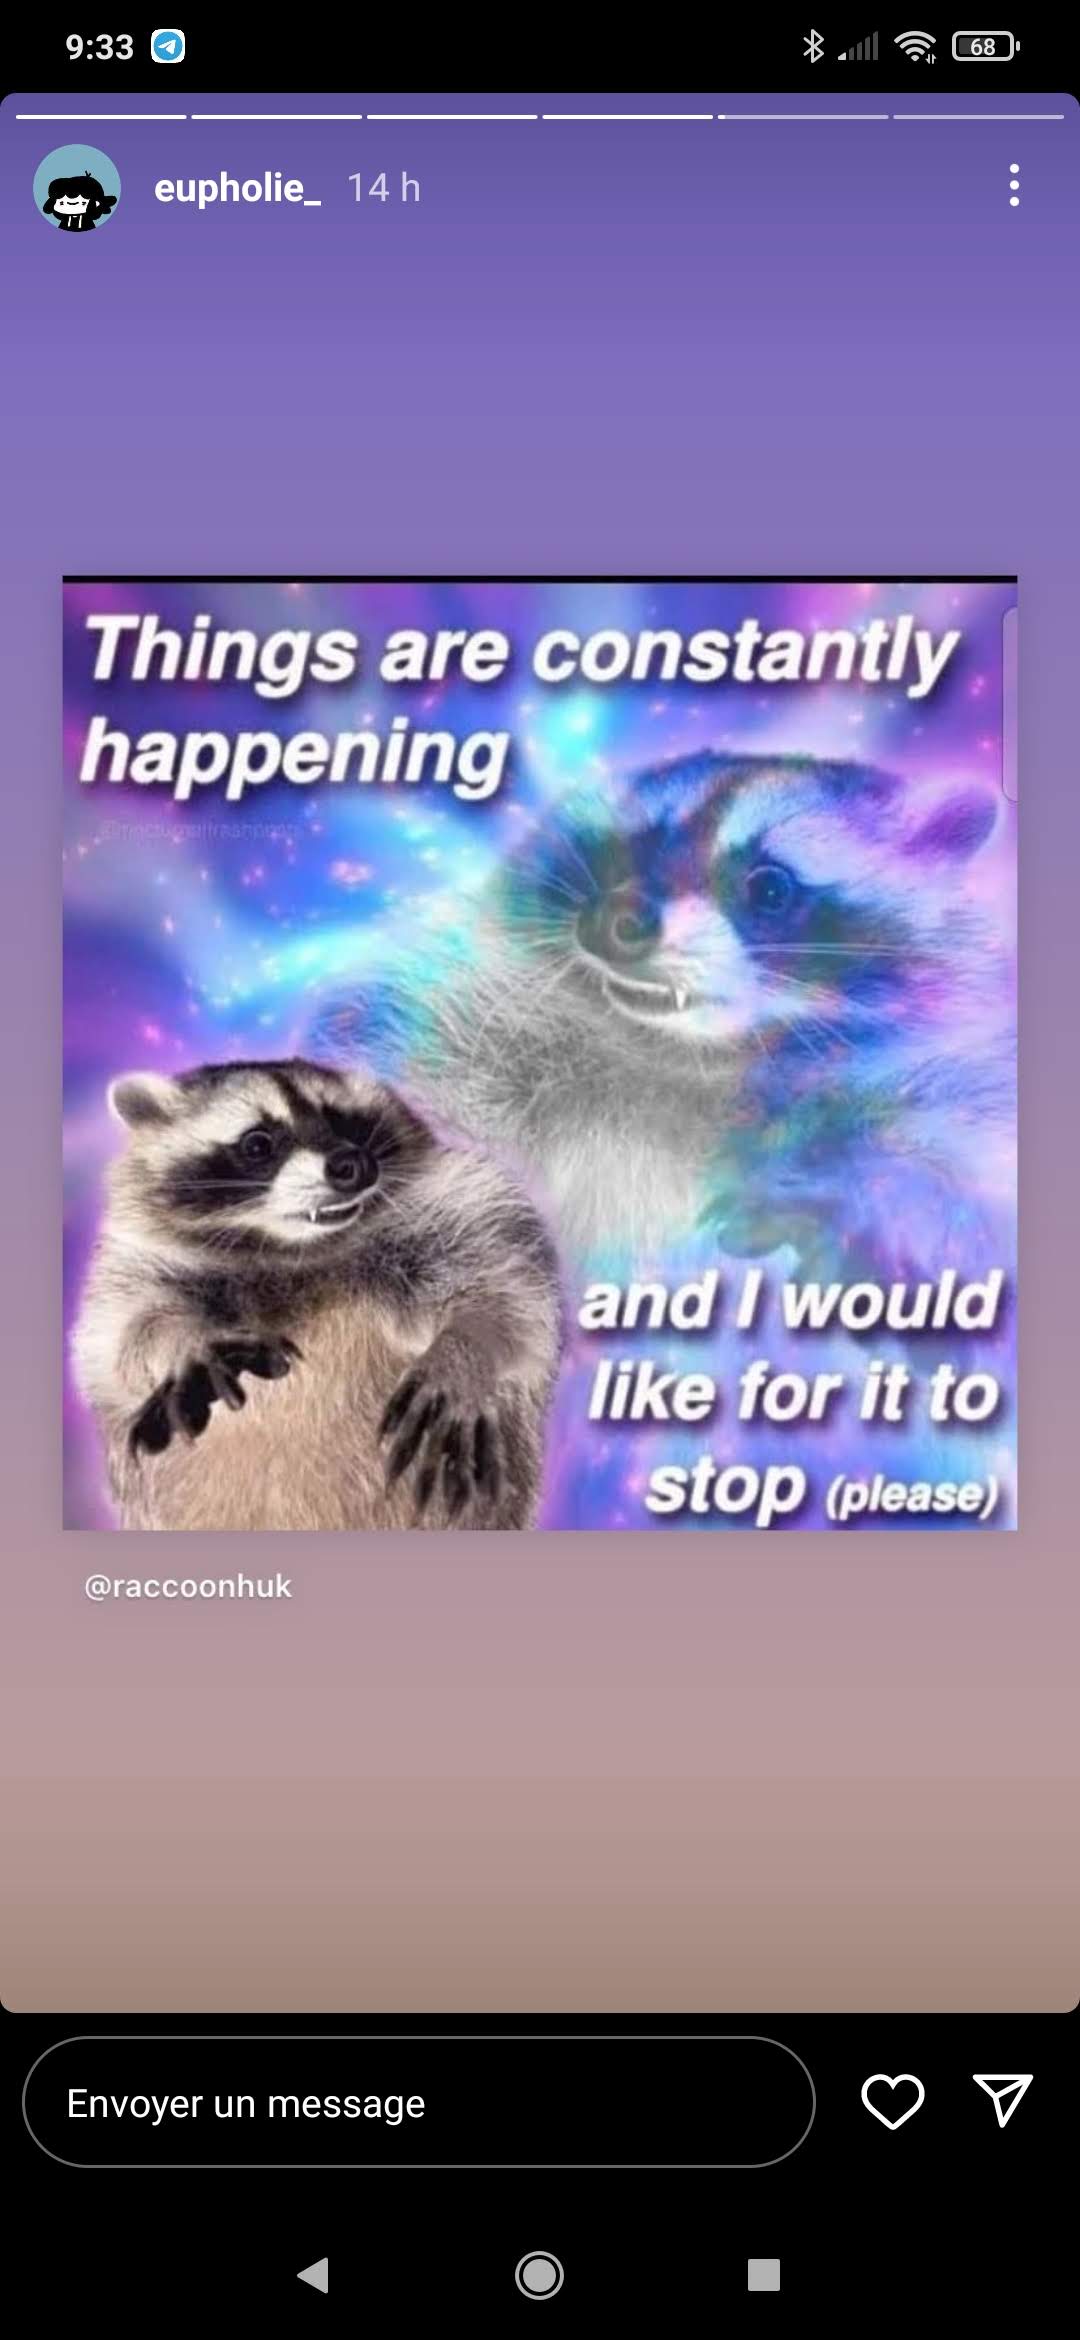 9:33
68
eupholie_ 14 h
Things are constantly
happening
and I would
like for it to
stop (please)
@raccoonhuk
Envoyer un message